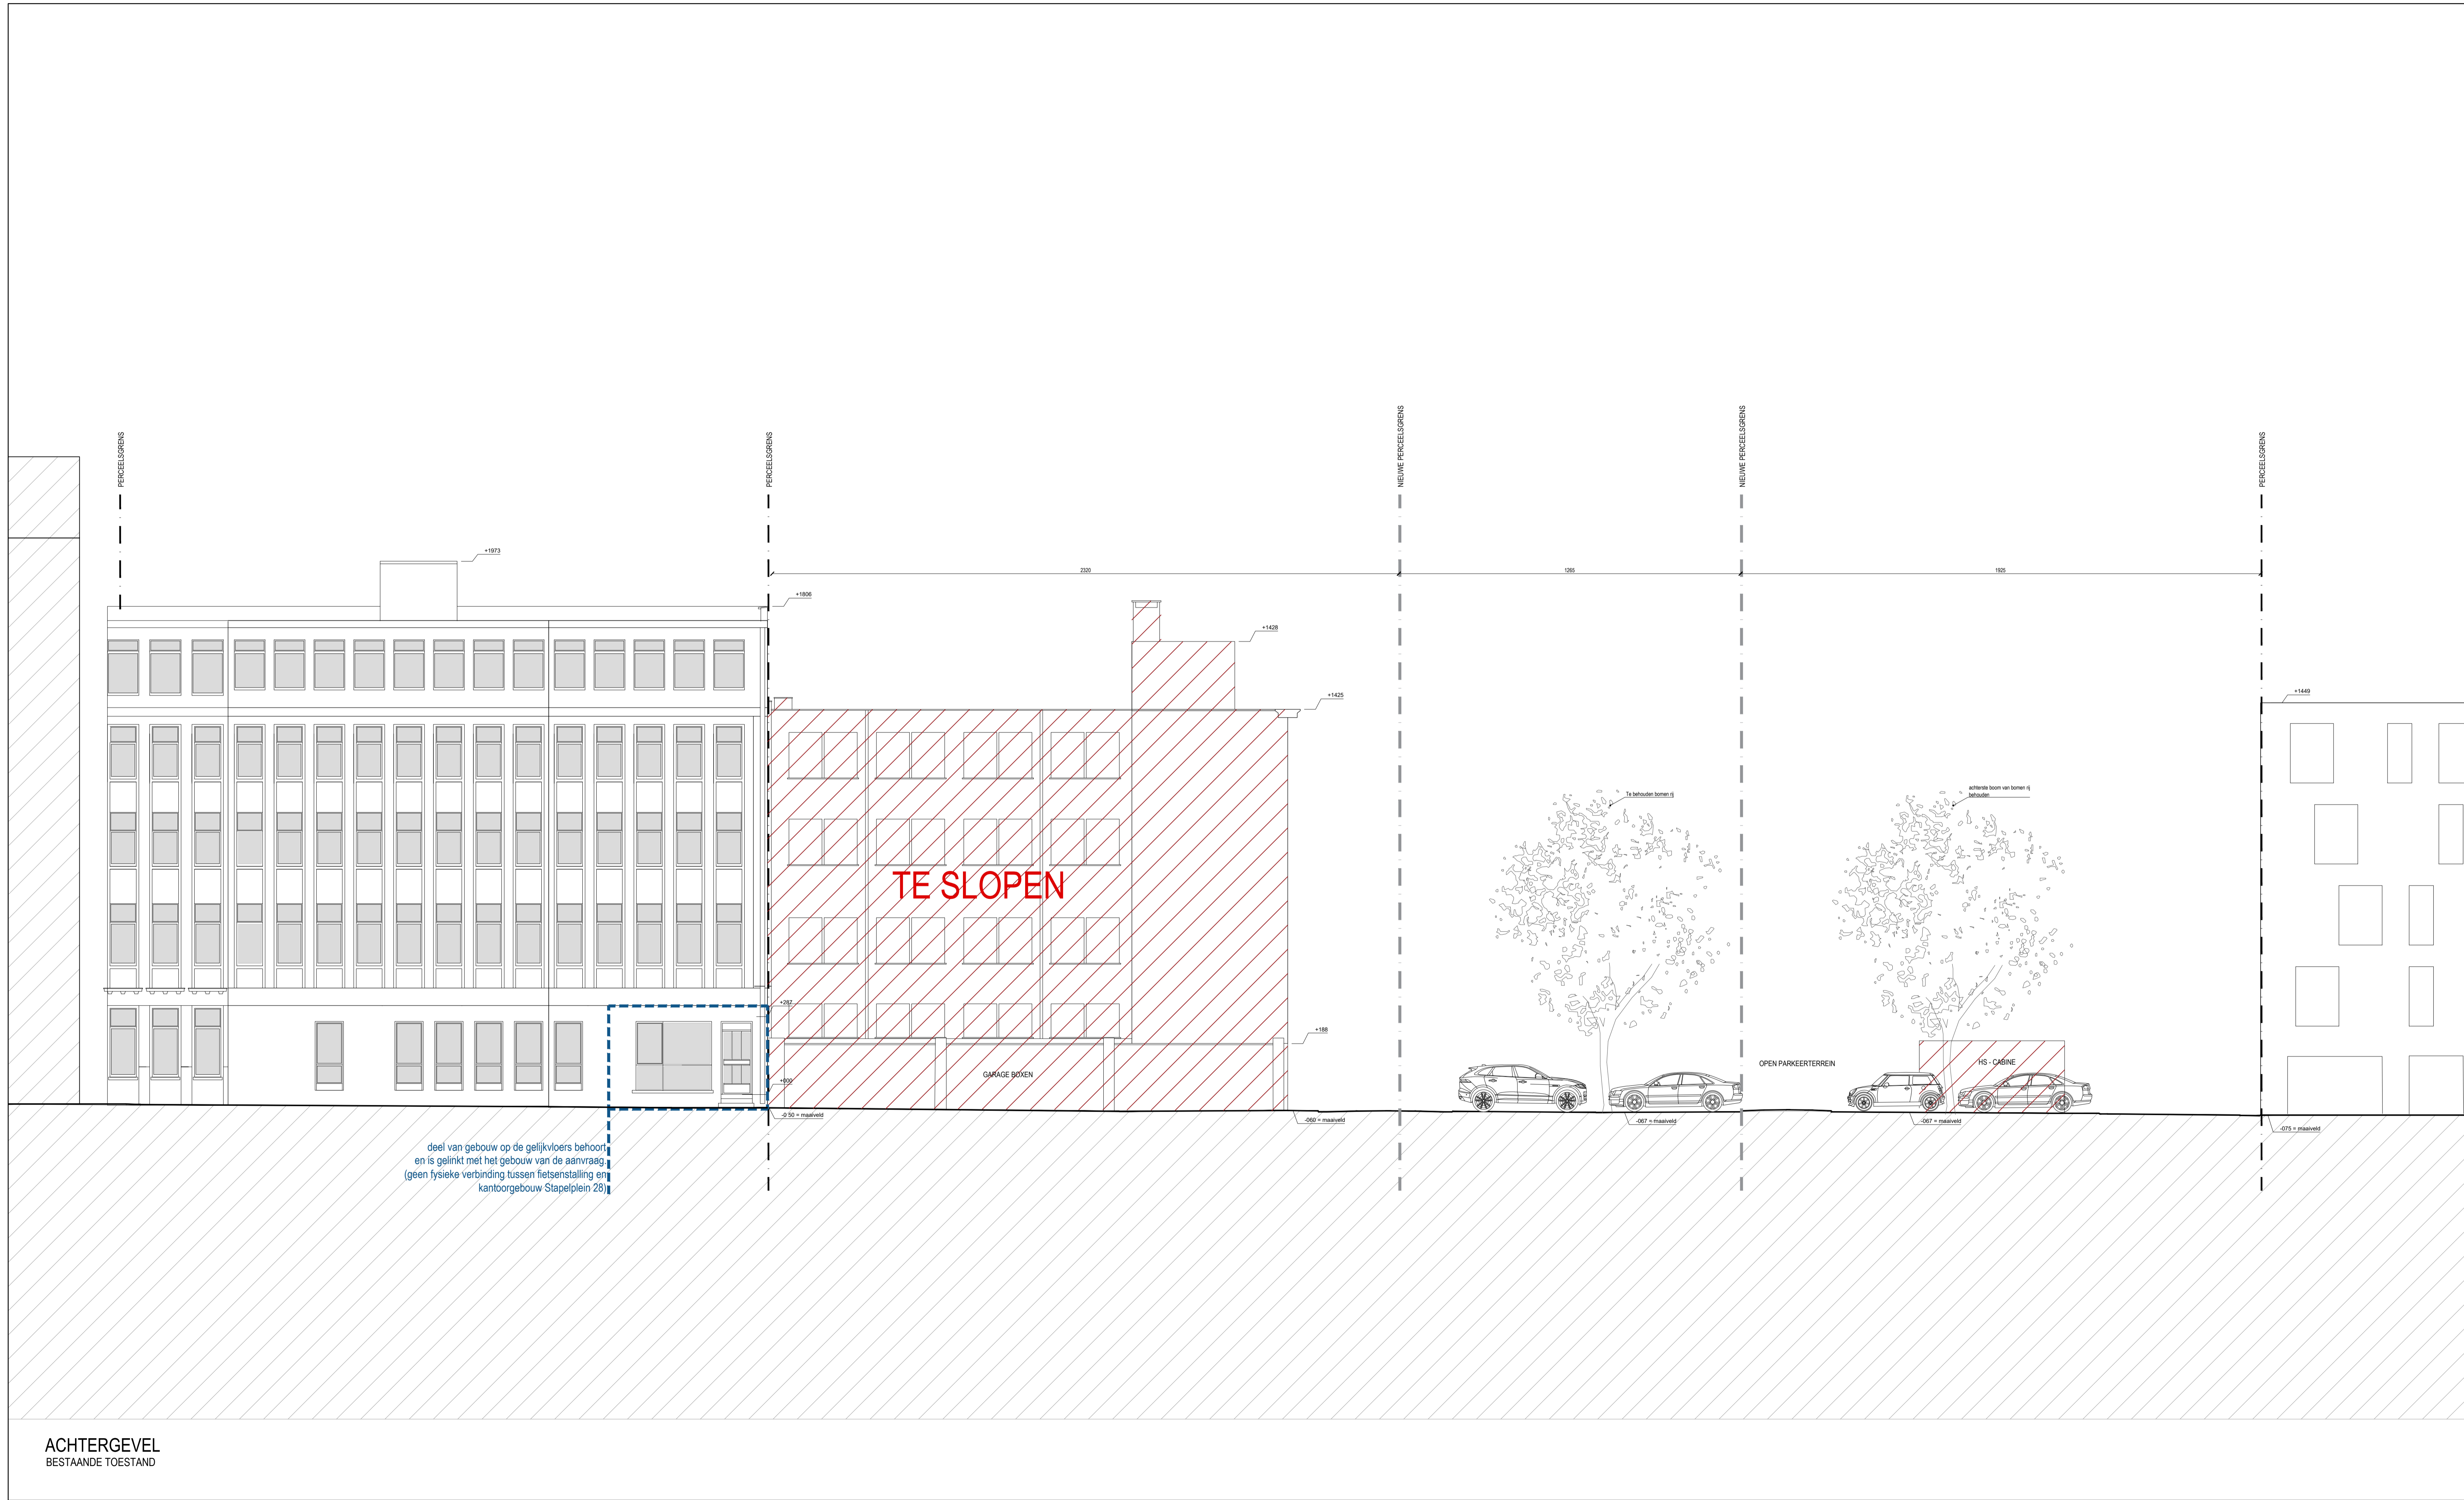 PERCEELSGRENS
PERCEELSGRENS
NIEUWE PERCEELSGRENS
NIEUWE PERCEELSGRENS
PERCEELSGRENS
+1973
2320
1265
1925
+1806
+1428
+1425
+1449
Te behouden bomen rij
achterste boom van bomen rij
behouden
TE SLOPEN
+287
+188
GARAGE BOXEN
OPEN PARKEERTERREIN
HS - CABINE
+000
-0.50 = maaiveld
-060 = maaiveld
-067 = maaiveld
-067 = maaiveld
-075 = maaiveld
deel van gebouw op de gelijkvloers behoort
en is gelinkt met het gebouw van de aanvraag.
(geen fysieke verbinding tussen fietsenstalling en
kantoorgebouw Stapelplein 28)
ACHTERGEVEL
BESTAANDE TOESTAND